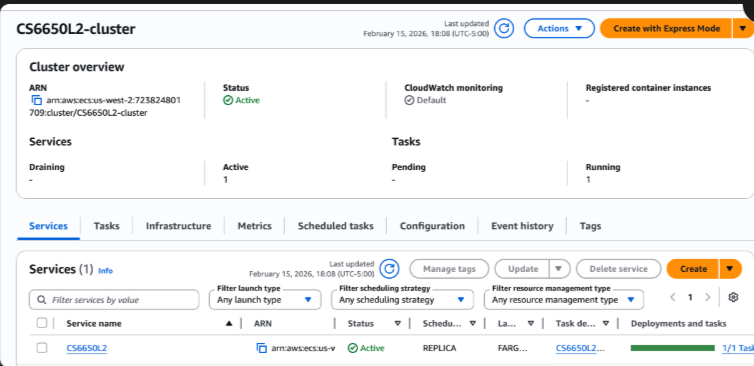 CS6650L2-cluster
Last updated
February 15, 2026, 18:08 (UTC-5:00)
Actions
Create with Express Mode
Cluster overview
ARN
arn:aws:ecs:us-west-2:723824801
709:cluster/CS6650L2-cluster
Status
Active
CloudWatch monitoring
Default
Registered container instances
-
Services
Tasks
Draining
-
Active
1
Pending
-
Running
1
Services Tasks Infrastructure Metrics Scheduled tasks Configuration Event history Tags
Services (1) Info
Last updated
February 15, 2026, 18:08 (UTC-5:00)
Manage tags
Update
Delete service
Create
Filter services by value
Filter launch type
Any launch type
Filter scheduling strategy
Any scheduling strategy
Filter resource management type
Any resource management type
1
Service name ARN Status Schedu... La... Task de... Deployments and tasks
CS6650L2 arn:aws:ecs:us-v Active REPLICA FARG... CS6650L2... 1/1 Task